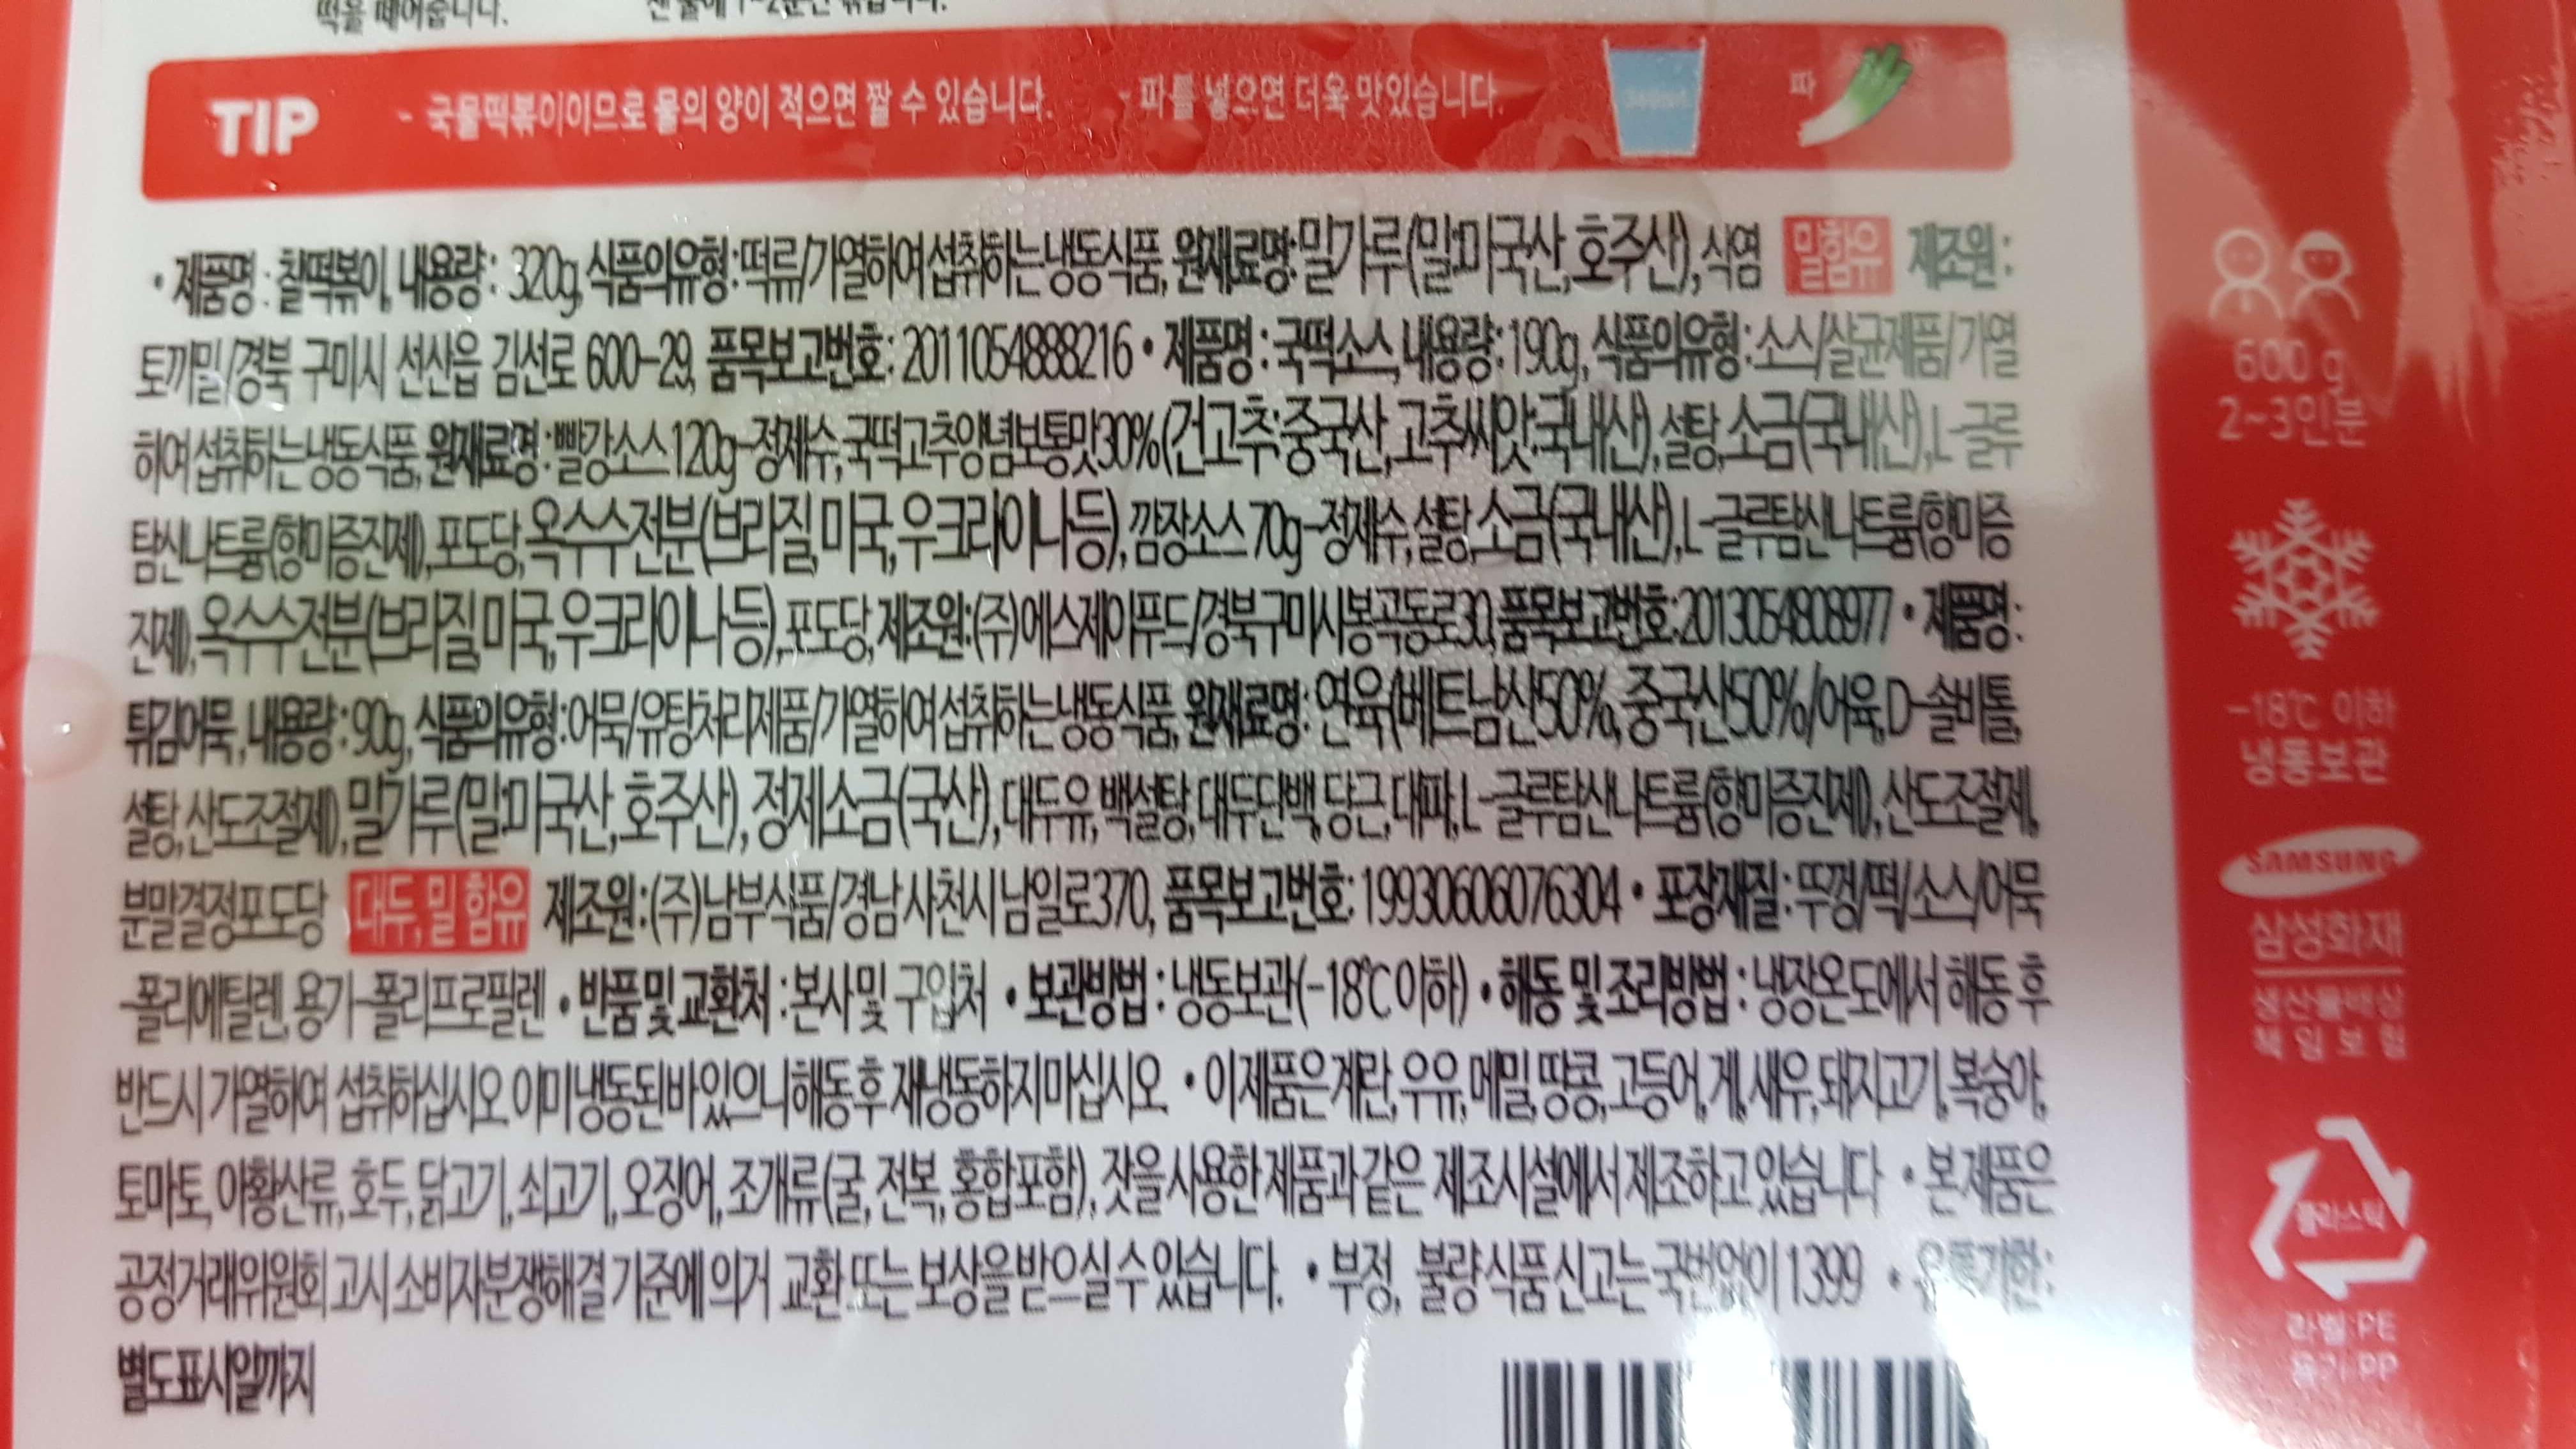 떡을 떼어줍니다.
TIP - 국물떡볶이이므로 물의 양이 적으면 짤 수 있습니다. - 파를 넣으면 더욱 맛있습니다. 파
• 제품명 : 찰떡볶이, 내용량 : 320g, 식품의유형:떡류/가열하여 섭취하는 냉동식품, 원재료명:밀가루(밀:미국산,호주산), 식염 밀함유 제조원 :
토끼밀/경북 구미시 선산읍 김선로 600-29, 품목보고번호 : 2011054888216 • 제품명 : 국떡소스, 내용량:190g, 식품의유형:소스/살균제품/가열
하여 섭취하는 냉동식품, 원재료명 : 빨강소스 120g-정제수,국떡고추양념보통맛30%(건고추:중국산,고추씨앗:국내산),설탕,소금(국내산),L-글루
탐산나트륨(향미증진제),포도당,옥수수전분(브라질,미국,우크라이나등), 깜장소스 70g-정제수,설탕,소금(국내산),L-글루탐산나트륨(향미증
진제),옥수수전분(브라질,미국,우크라이나등),포도당, 제조원:(주)에스제이푸드/경북구미시봉곡동로30, 품목보고번호:2013054808977 • 제품명:
튀김어묵, 내용량:90g, 식품의유형:어묵/유탕처리제품/가열하여 섭취하는 냉동식품, 원재료명: 연육(베트남산50%, 중국산50%/어육,D-솔비톨,
설탕,산도조절제), 밀가루(밀:미국산,호주산), 정제소금(국산), 대두유, 백설탕, 대두단백, 당근, 대파, L-글루탐산나트륨(향미증진제), 산도조절제,
분말결정포도당 대두,밀 함유 제조원:(주)남부식품/경남 사천시 남일로370, 품목보고번호: 19930606076304 • 포장재질 : 뚜껑/떡/소스/어묵
-폴리에틸렌, 용기-폴리프로필렌 • 반품 및 교환처 : 본사 및 구입처 • 보관방법 : 냉동보관(-18℃ 이하) • 해동 및 조리방법 : 냉장온도에서 해동 후
반드시 가열하여 섭취하십시오 이미 냉동된 바 있으니 해동 후 재냉동하지 마십시오 • 이 제품은 계란, 우유, 메밀, 땅콩, 고등어, 게, 새우, 돼지고기, 복숭아,
토마토, 아황산류, 호두, 닭고기, 쇠고기, 오징어, 조개류(굴, 전복, 홍합포함), 잣을 사용한 제품과 같은 제조시설에서 제조하고 있습니다 • 본 제품은
공정거래위원회 고시 소비자분쟁해결 기준에 의거 교환 또는 보상을 받으실 수 있습니다. • 부정, 불량식품 신고는 국번없이 1399 • 유통기한 :
별도표시일까지
600 g
2~3인분
-18℃ 이하
냉동보관
SAMSUNG
삼성화재
생산물배상
책임보험
플라스틱
라벨:PE
용기:PP